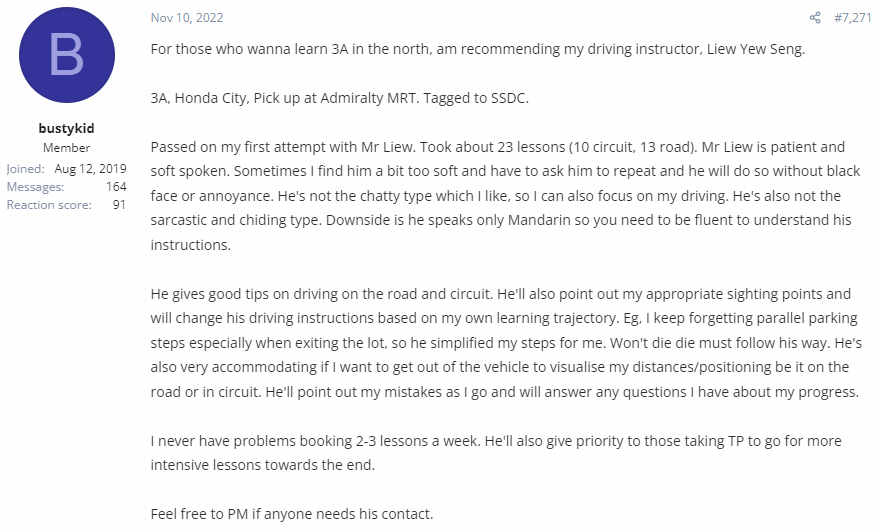 B
bustykid
Member
Joined: Aug 12, 2019
Messages: 164
Reaction score: 91
Nov 10, 2022 #7,271
For those who wanna learn 3A in the north, am recommending my driving instructor, Liew Yew Seng.
3A, Honda City, Pick up at Admiralty MRT. Tagged to SSDC.
Passed on my first attempt with Mr Liew. Took about 23 lessons (10 circuit, 13 road). Mr Liew is patient and
soft spoken. Sometimes I find him a bit too soft and have to ask him to repeat and he will do so without black
face or annoyance. He's not the chatty type which I like, so I can also focus on my driving. He's also not the
sarcastic and chiding type. Downside is he speaks only Mandarin so you need to be fluent to understand his
instructions.
He gives good tips on driving on the road and circuit. He'll also point out my appropriate sighting points and
will change his driving instructions based on my own learning trajectory. Eg, I keep forgetting parallel parking
steps especially when exiting the lot, so he simplified my steps for me. Won't die die must follow his way. He's
also very accommodating if I want to get out of the vehicle to visualise my distances/positioning be it on the
road or in circuit. He'll point out my mistakes as I go and will answer any questions I have about my progress.
I never have problems booking 2-3 lessons a week. He'll also give priority to those taking TP to go for more
intensive lessons towards the end.
Feel free to PM if anyone needs his contact.